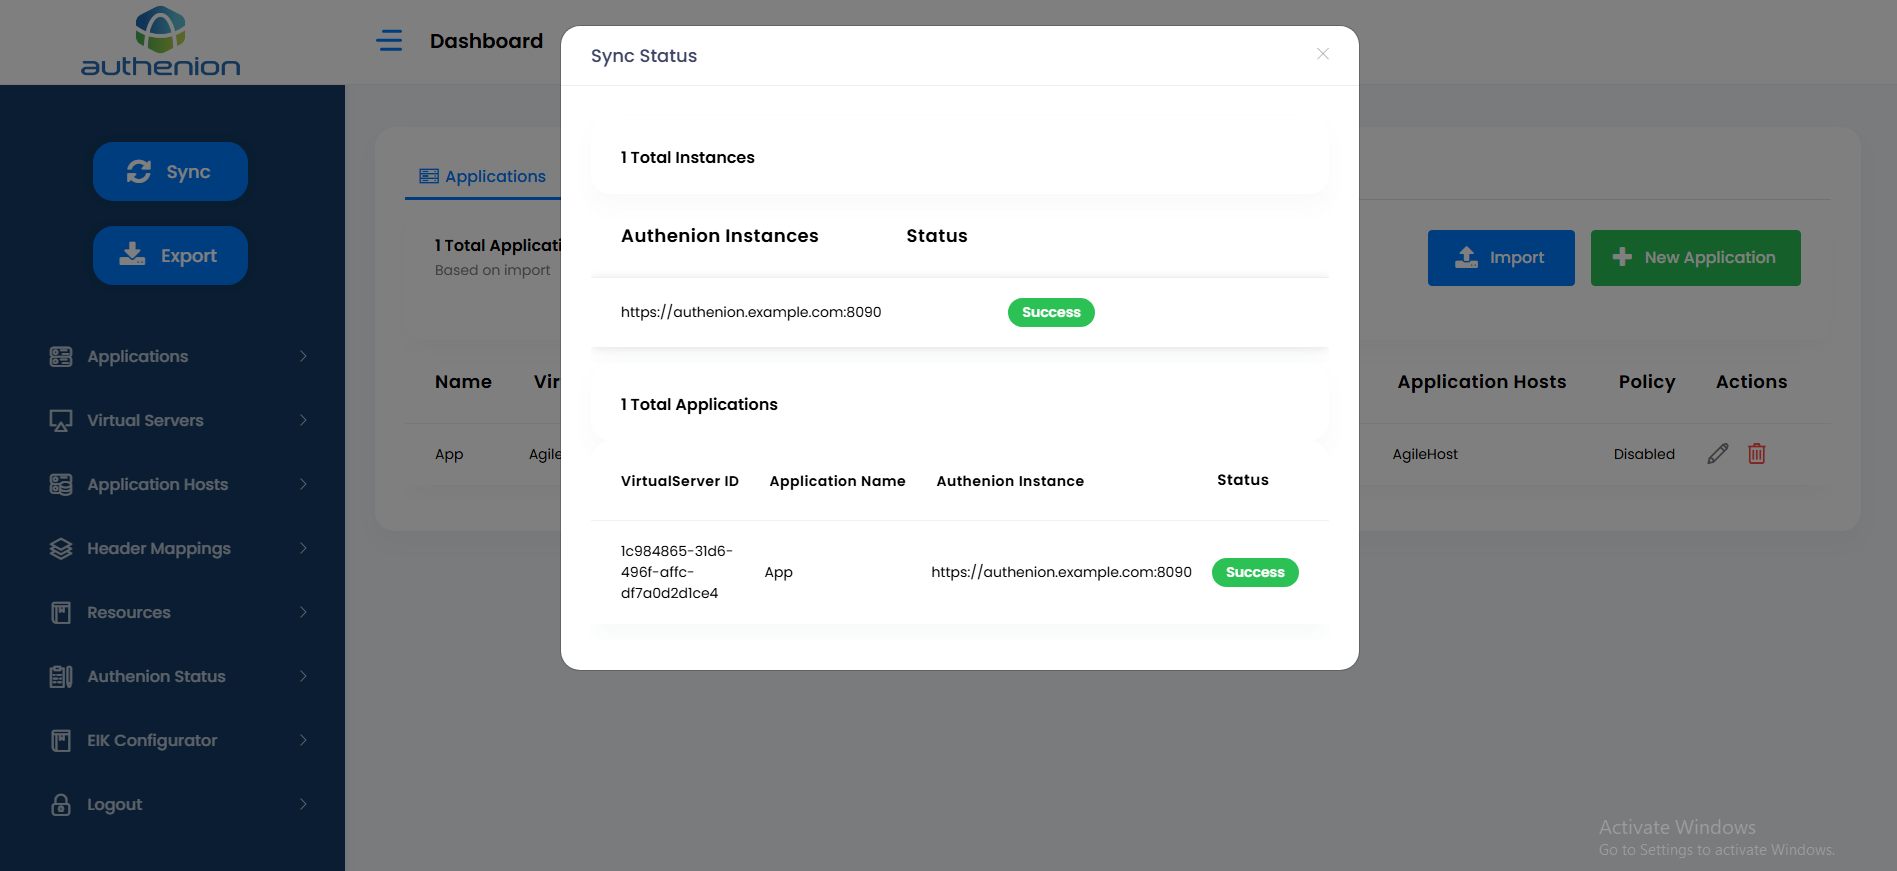 authenion
Sync
Export
Applications
Virtual Servers
Application Hosts
Header Mappings
Resources
Authenion Status
EIK Configurator
Logout
Dashboard
Applications
1 Total Applicati
Based on import
Import
New Application
Name Vir Application Hosts Policy Actions
App Agile AgileHost Disabled
Sync Status
1 Total Instances
Authenion Instances Status
https://authenion.example.com:8090 Success
1 Total Applications
VirtualServer ID Application Name Authenion Instance Status
1c984865-31d6-
496f-affc-
df7a0d2d1ce4
App https://authenion.example.com:8090 Success
Activate Windows
Go to Settings to activate Windows.